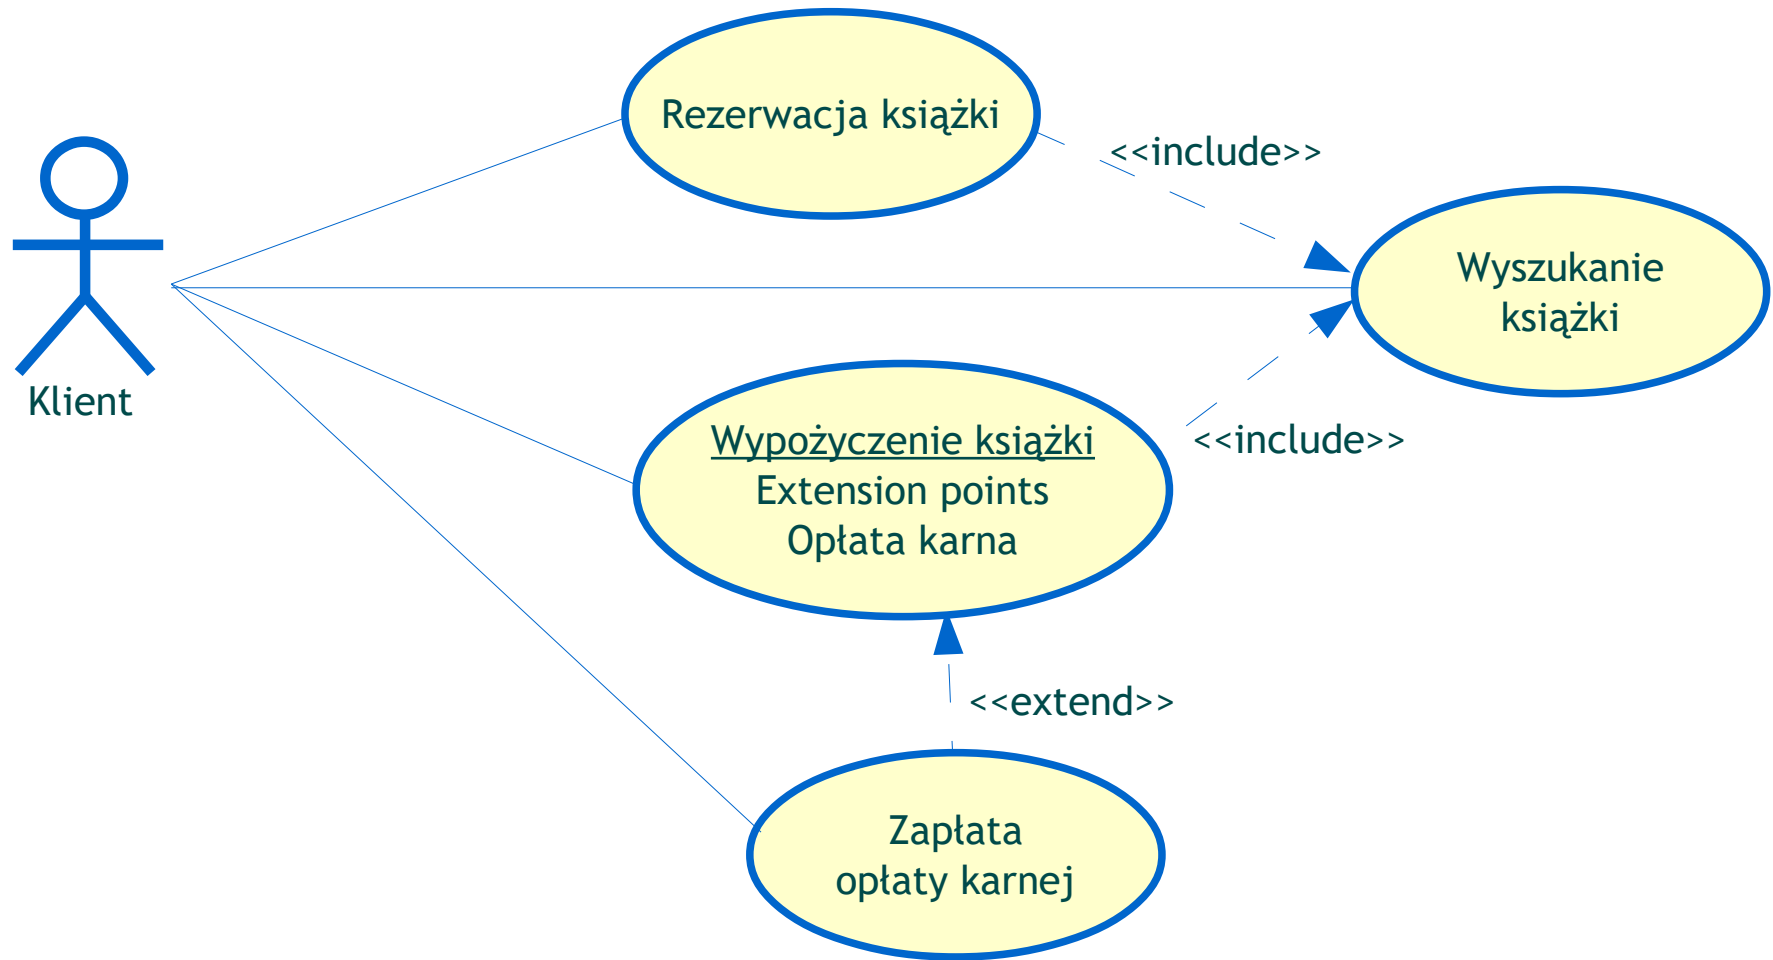 Rezerwacja książki
<<include>>
Wyszukanie
książki
Klient
Wypożyczenie książki
Extension points
Opłata karna
<<include>>
<<extend>>
Zapłata
opłaty karnej